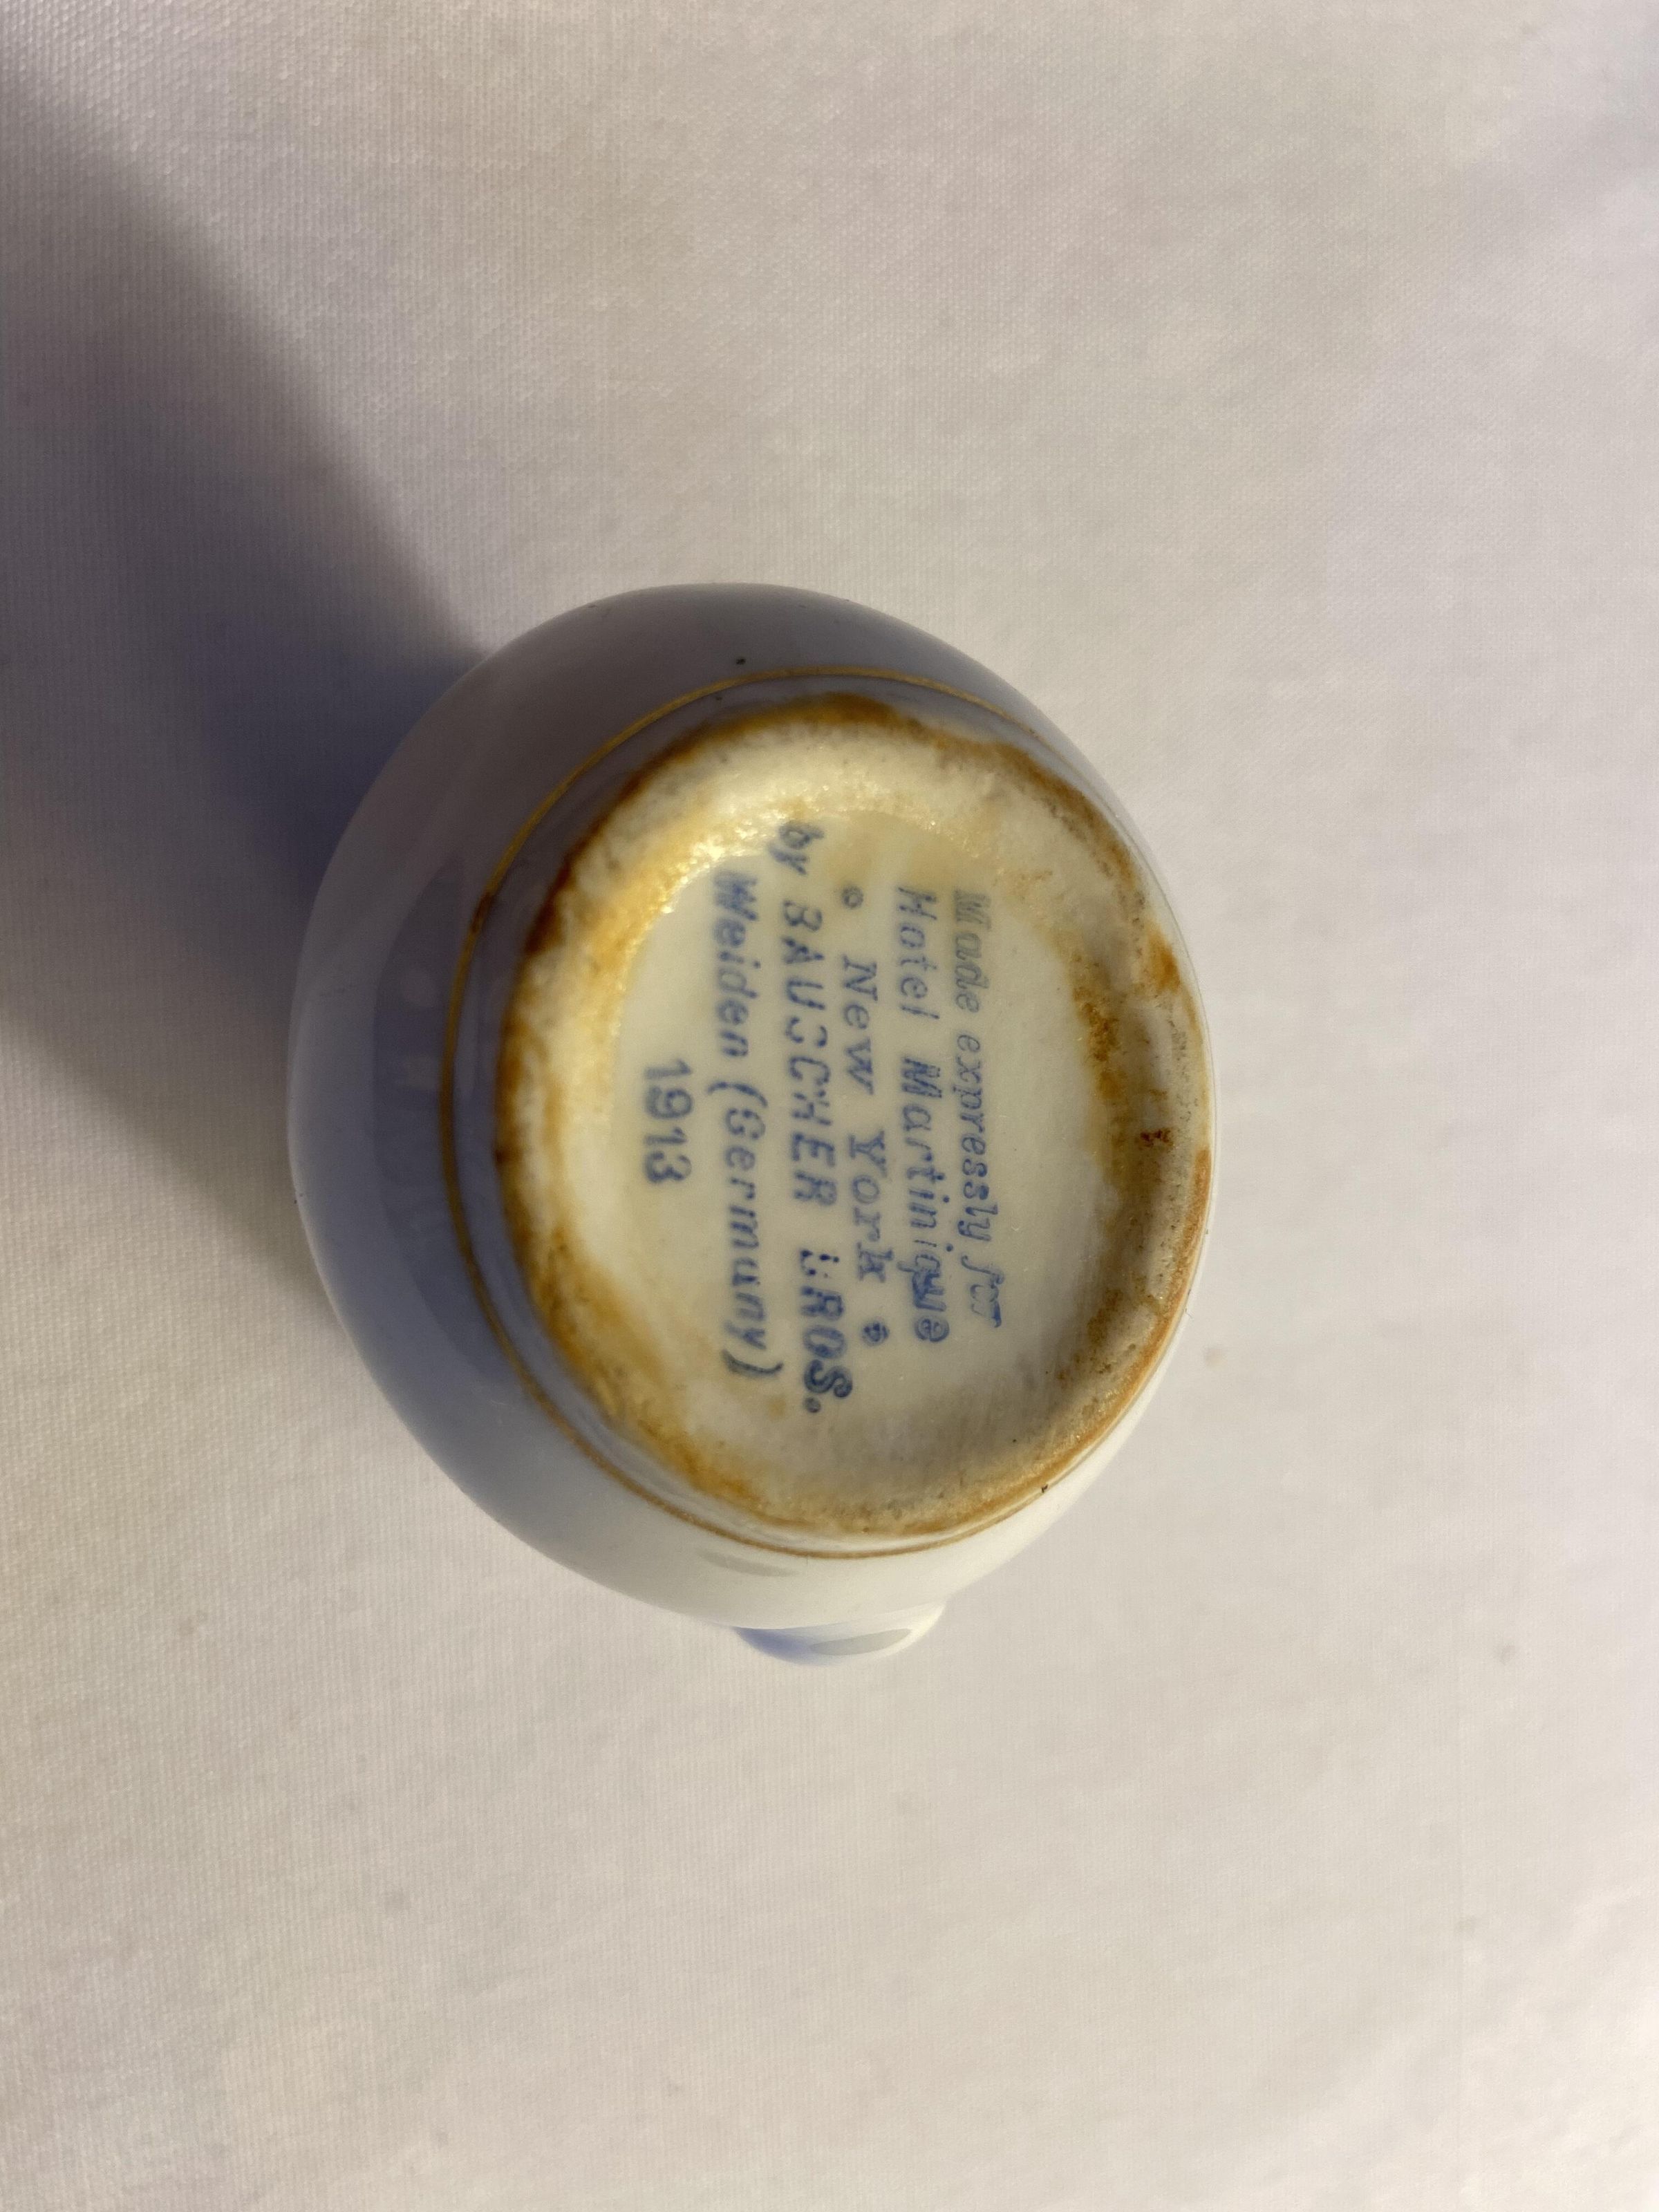 Made expressly for
Hotel Martinique
• New York •
by BAUSCHER BROS.
Weiden (Germany)
1913